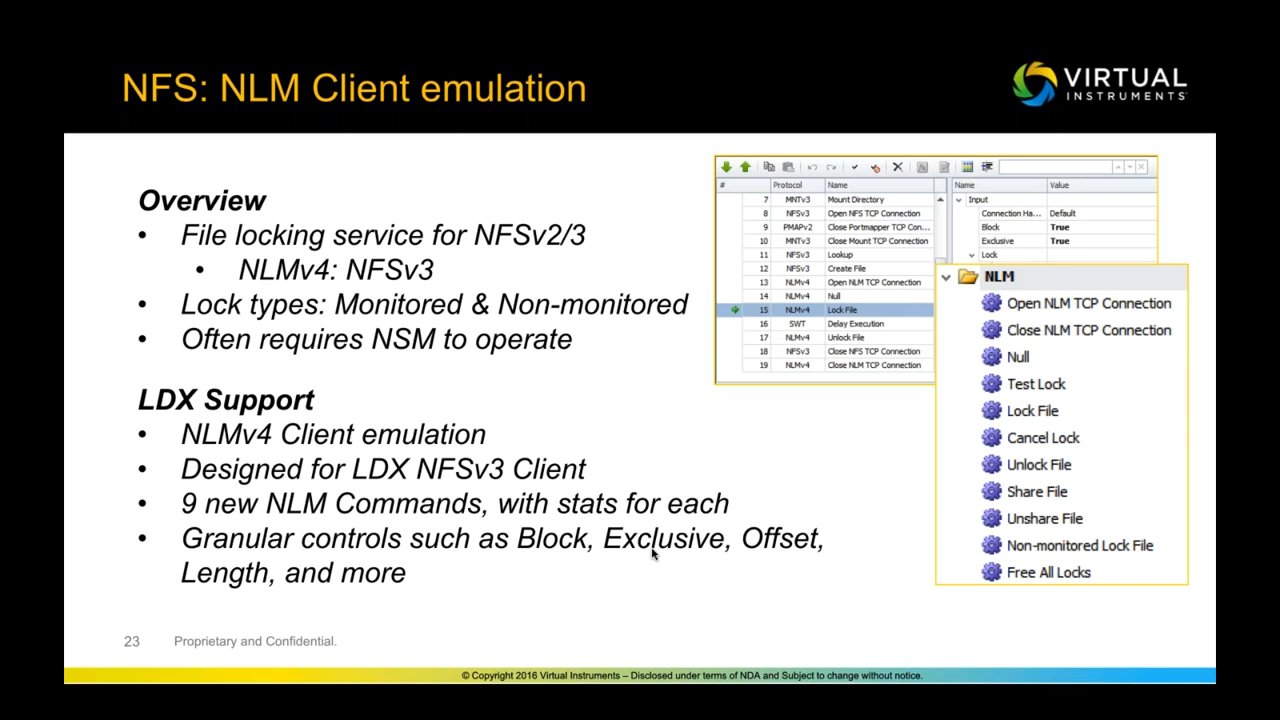 NFS: NLM Client emulation
VIRTUAL
INSTRUMENTS
Overview
• File locking service for NFSv2/3
• NLMv4: NFSv3
• Lock types: Monitored & Non-monitored
• Often requires NSM to operate
LDX Support
• NLMv4 Client emulation
• Designed for LDX NFSv3 Client
• 9 new NLM Commands, with stats for each
• Granular controls such as Block, Exclusive, Offset,
Length, and more
# Protocol Name
7 MNTv3 Mount Directory
8 NFSv3 Open NFS TCP Connection
9 PMAPv2 Close Portmapper TCP Con...
10 MNTv3 Close Mount TCP Connection
11 NFSv3 Lookup
12 NFSv3 Create File
13 NLMv4 Open NLM TCP Connection
14 NLMv4 Null
15 NLMv4 Lock File
16 SWT Delay Execution
17 NLMv4 Unlock File
18 NFSv3 Close NFS TCP Connection
19 NLMv4 Close NLM TCP Connection
Name Value
Input
Connection Ha... Default
Block True
Exclusive True
Lock
NLM
Open NLM TCP Connection
Close NLM TCP Connection
Null
Test Lock
Lock File
Cancel Lock
Unlock File
Share File
Unshare File
Non-monitored Lock File
Free All Locks
23 Proprietary and Confidential.
© Copyright 2016 Virtual Instruments – Disclosed under terms of NDA and Subject to change without notice.